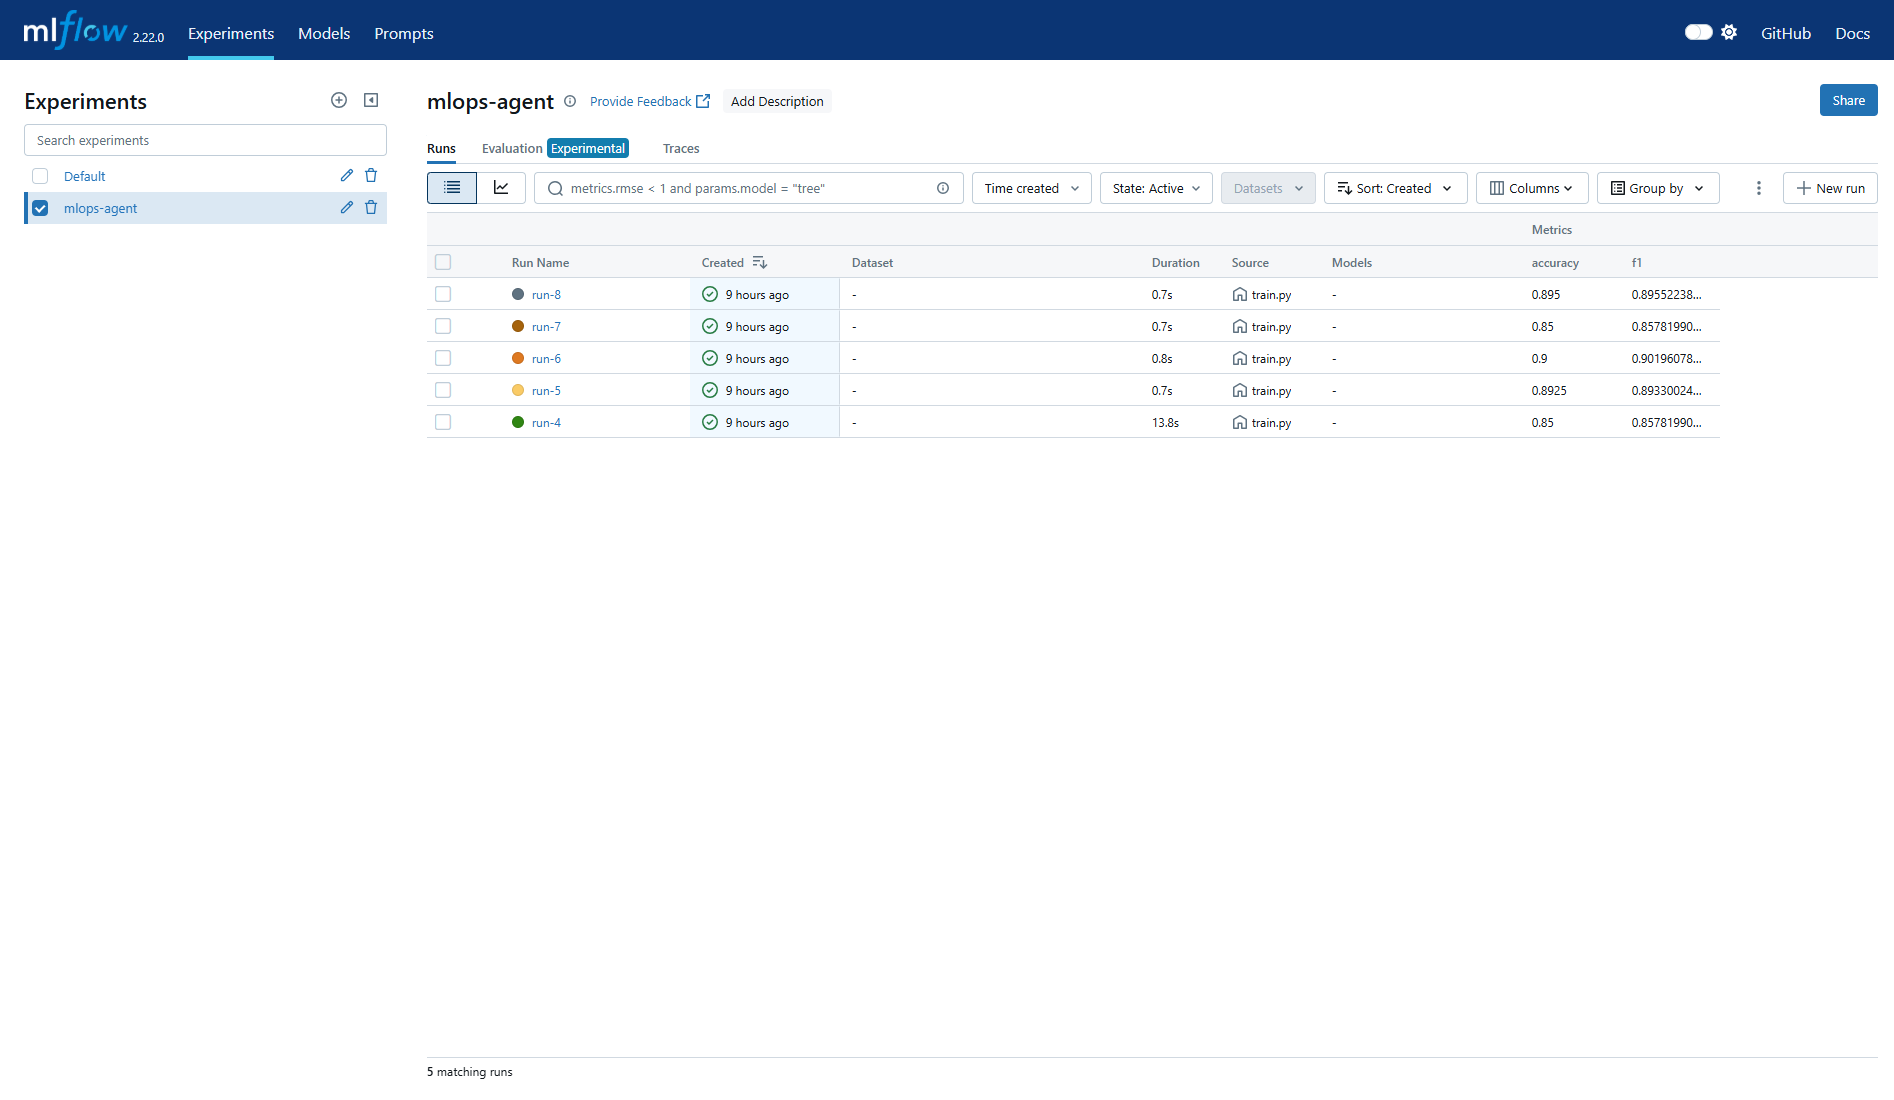 mlflow 2.22.0 Experiments Models Prompts GitHub Docs
Experiments
Search experiments
Default
mlops-agent
mlops-agent Provide Feedback Add Description Share
Runs Evaluation Experimental Traces
metrics.rmse < 1 and params.model = "tree" Time created State: Active Datasets Sort: Created Columns Group by New run
Metrics
Run Name Created Dataset Duration Source Models accuracy f1
run-8 9 hours ago - 0.7s train.py - 0.895 0.89552238...
run-7 9 hours ago - 0.7s train.py - 0.85 0.85781990...
run-6 9 hours ago - 0.8s train.py - 0.9 0.90196078...
run-5 9 hours ago - 0.7s train.py - 0.8925 0.89330024...
run-4 9 hours ago - 13.8s train.py - 0.85 0.85781990...
5 matching runs